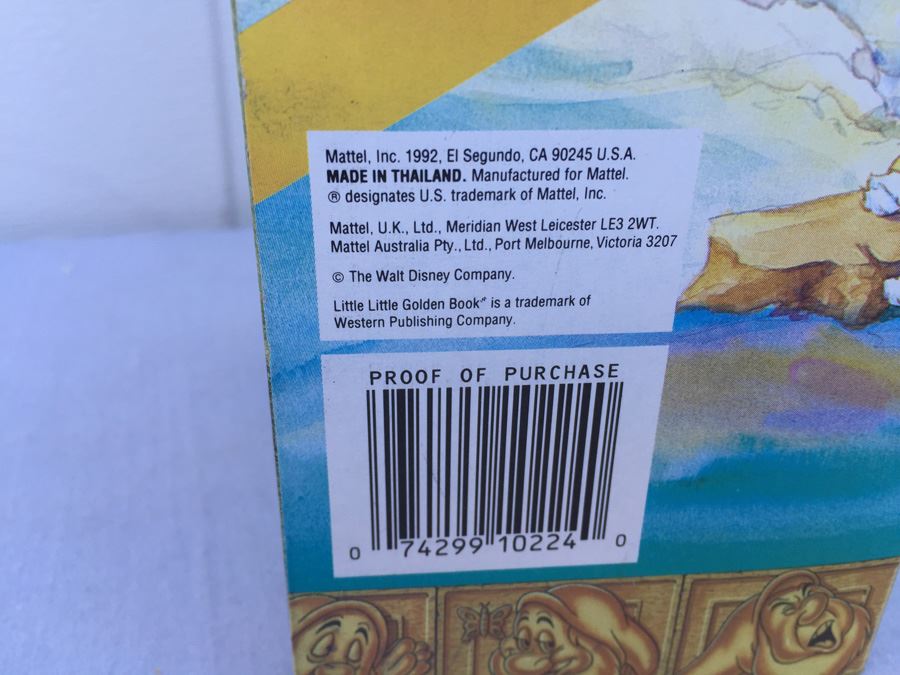 Mattel, Inc. 1992, El Segundo, CA 90245 U.S.A.
MADE IN THAILAND. Manufactured for Mattel.
® designates U.S. trademark of Mattel, Inc.
Mattel, U.K., Ltd., Meridian West Leicester LE3 2WT.
Mattel Australia Pty., Ltd., Port Melbourne, Victoria 3207
© The Walt Disney Company.
Little Little Golden Book™ is a trademark of
Western Publishing Company.
PROOF OF PURCHASE
0 74299 10224 0